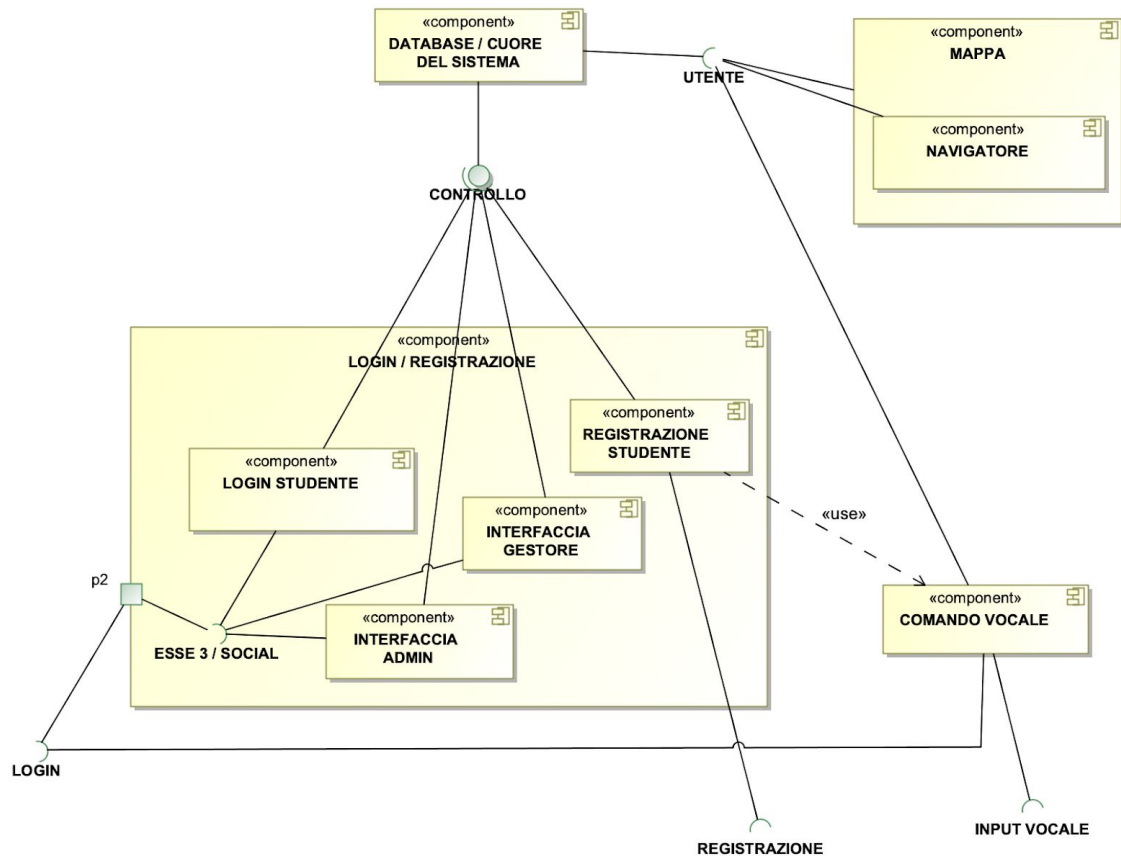 «component»
DATABASE / CUORE
DEL SISTEMA
«component»
MAPPA
UTENTE
«component»
NAVIGATORE
CONTROLLO
«component»
LOGIN / REGISTRAZIONE
«component»
REGISTRAZIONE
STUDENTE
«component»
LOGIN STUDENTE
«component»
INTERFACCIA
GESTORE
«use»
p2
«component»
INTERFACCIA
ADMIN
ESSE 3 / SOCIAL
«component»
COMANDO VOCALE
LOGIN
REGISTRAZIONE
INPUT VOCALE